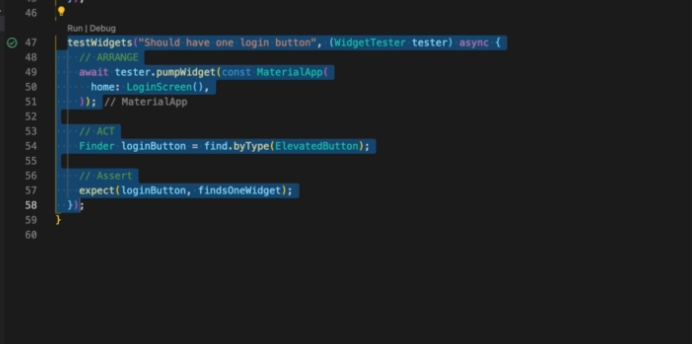 46
Run | Debug
47 testWidgets("Should have one login button", (WidgetTester tester) async {
48 // ARRANGE
49 await tester.pumpWidget(const MaterialApp(
50 home: LoginScreen(),
51 )); // MaterialApp
52
53 // ACT
54 Finder loginButton = find.byType(ElevatedButton);
55
56 // Assert
57 expect(loginButton, findsOneWidget);
58 });
59 }
60